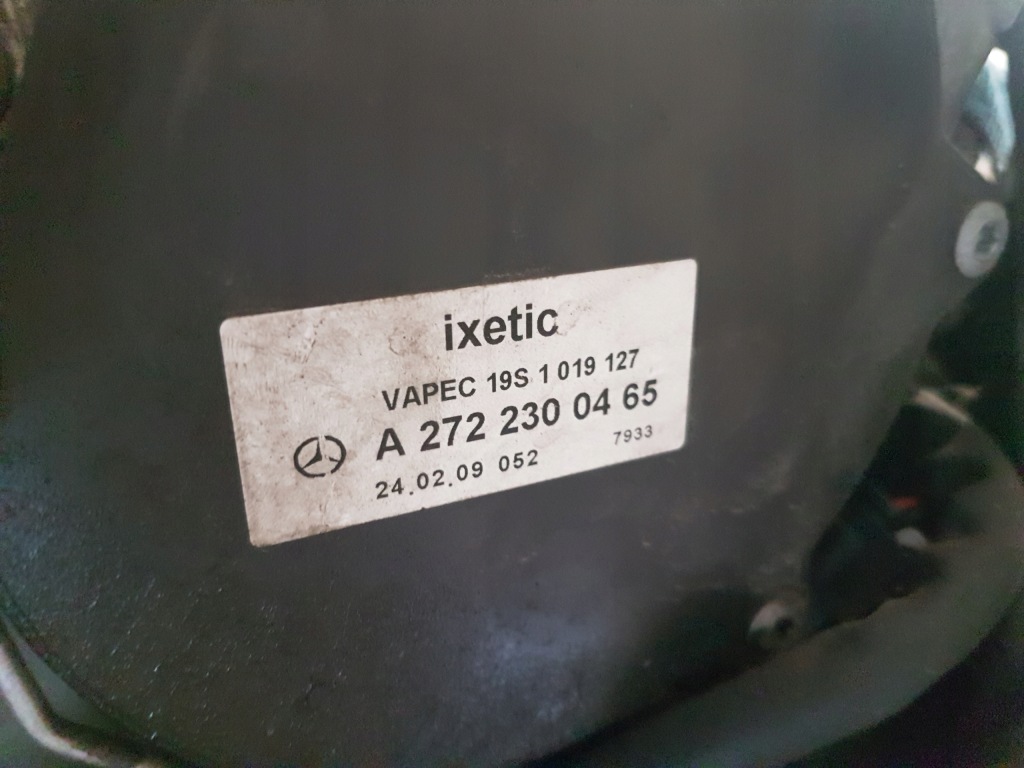 ixetic
VAPEC 19S 1 019 127
A 272 230 04 65
24.02.09 052 7933